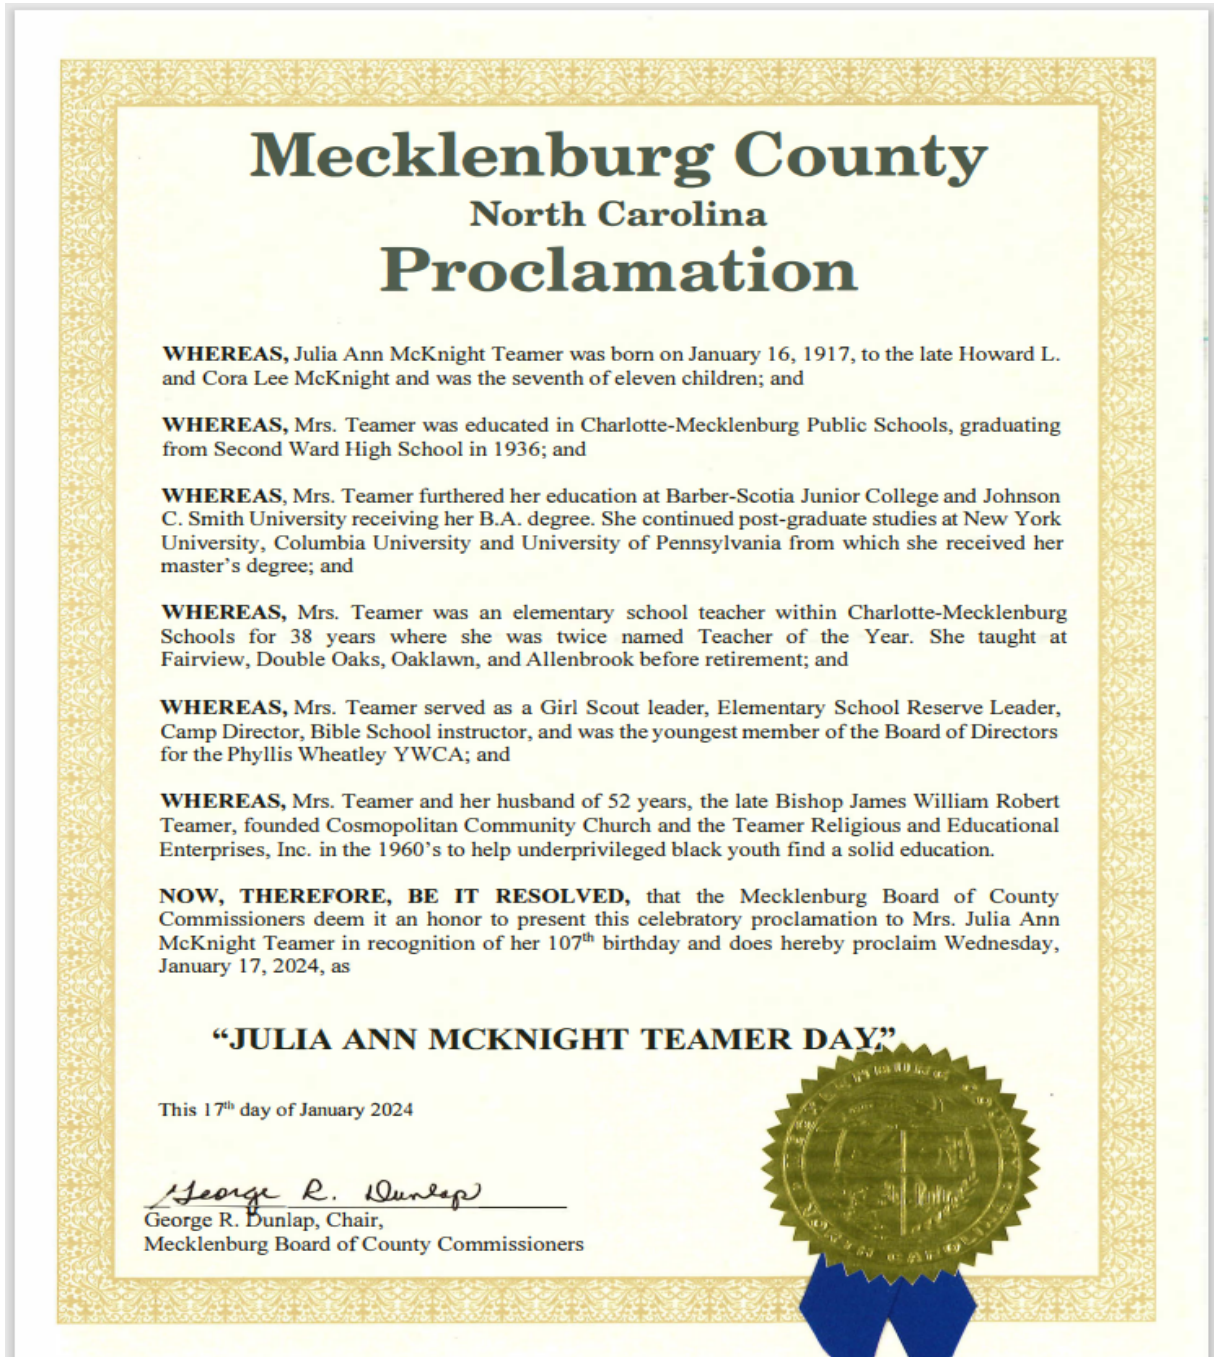 Mecklenburg County
North Carolina
Proclamation
WHEREAS, Julia Ann McKnight Teamer was born on January 16, 1917, to the late Howard L.
and Cora Lee McKnight and was the seventh of eleven children; and
WHEREAS, Mrs. Teamer was educated in Charlotte-Mecklenburg Public Schools, graduating
from Second Ward High School in 1936; and
WHEREAS, Mrs. Teamer furthered her education at Barber-Scotia Junior College and Johnson
C. Smith University receiving her B.A. degree. She continued post-graduate studies at New York
University, Columbia University and University of Pennsylvania from which she received her
master's degree; and
WHEREAS, Mrs. Teamer was an elementary school teacher within Charlotte-Mecklenburg
Schools for 38 years where she was twice named Teacher of the Year. She taught at
Fairview, Double Oaks, Oaklawn, and Allenbrook before retirement; and
WHEREAS, Mrs. Teamer served as a Girl Scout leader, Elementary School Reserve Leader,
Camp Director, Bible School instructor, and was the youngest member of the Board of Directors
for the Phyllis Wheatley YWCA; and
WHEREAS, Mrs. Teamer and her husband of 52 years, the late Bishop James William Robert
Teamer, founded Cosmopolitan Community Church and the Teamer Religious and Educational
Enterprises, Inc. in the 1960's to help underprivileged black youth find a solid education.
NOW, THEREFORE, BE IT RESOLVED, that the Mecklenburg Board of County
Commissioners deem it an honor to present this celebratory proclamation to Mrs. Julia Ann
McKnight Teamer in recognition of her 107th birthday and does hereby proclaim Wednesday,
January 17, 2024, as
“JULIA ANN MCKNIGHT TEAMER DAY”
This 17th day of January 2024
George R. Dunlap
George R. Dunlap, Chair,
Mecklenburg Board of County Commissioners
MECKLENBURG COUNTY
NORTH CAROLINA